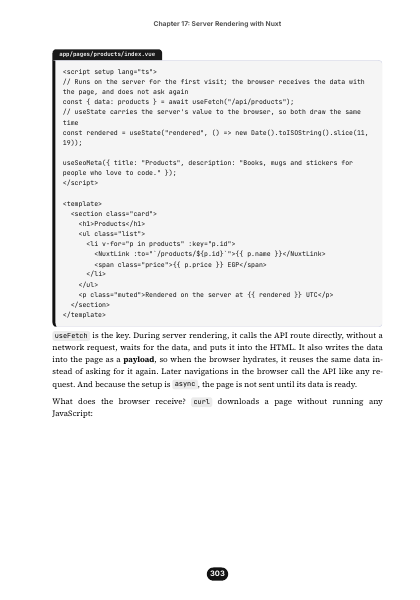 Chapter 17: Server Rendering with Nuxt
app/pages/products/index.vue
<script setup lang="ts">
// Runs on the server for the first visit; the browser receives the data with
the page, and does not ask again
const { data: products } = await useFetch("/api/products");
// useState carries the server's value to the browser, so both draw the same
time
const rendered = useState("rendered", () => new Date().toISOString().slice(11,
19));

useSeoMeta({ title: "Products", description: "Books, mugs and stickers for
people who love to code." });
</script>

<template>
  <section class="card">
    <h1>Products</h1>
    <ul class="list">
      <li v-for="p in products" :key="p.id">
        <NuxtLink :to="`/products/${p.id}`">{{ p.name }}</NuxtLink>
        <span class="price">{{ p.price }} EGP</span>
      </li>
    </ul>
    <p class="muted">Rendered on the server at {{ rendered }} UTC</p>
  </section>
</template>
useFetch is the key. During server rendering, it calls the API route directly, without a
network request, waits for the data, and puts it into the HTML. It also writes the data
into the page as a payload, so when the browser hydrates, it reuses the same data in-
stead of asking for it again. Later navigations in the browser call the API like any re-
quest. And because the setup is async, the page is not sent until its data is ready.
What does the browser receive? curl downloads a page without running any
JavaScript:
303